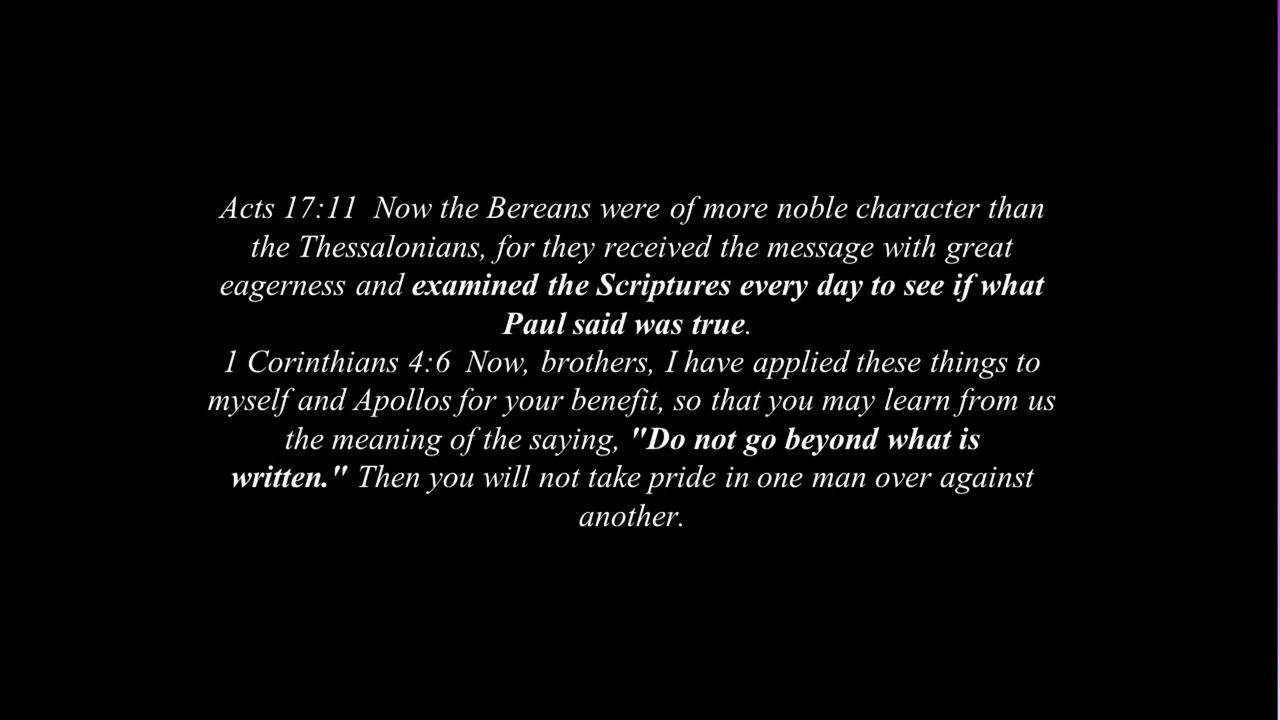 Acts 17:11  Now the Bereans were of more noble character than
the Thessalonians, for they received the message with great
eagerness and examined the Scriptures every day to see if what
Paul said was true.
1 Corinthians 4:6  Now, brothers, I have applied these things to
myself and Apollos for your benefit, so that you may learn from us
the meaning of the saying, "Do not go beyond what is
written." Then you will not take pride in one man over against
another.